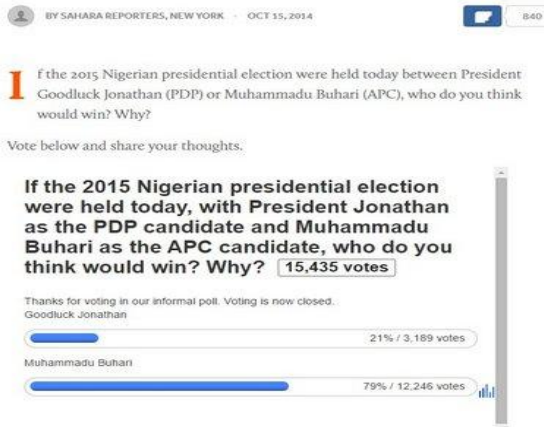 BY SAHARA REPORTERS, NEW YORK · OCT 15, 2014
840
If the 2015 Nigerian presidential election were held today between President
Goodluck Jonathan (PDP) or Muhammadu Buhari (APC), who do you think
would win? Why?
Vote below and share your thoughts.
If the 2015 Nigerian presidential election
were held today, with President Jonathan
as the PDP candidate and Muhammadu
Buhari as the APC candidate, who do you
think would win? Why? 15,435 votes
Thanks for voting in our informal poll. Voting is now closed.
Goodluck Jonathan
21% / 3,189 votes
Muhammadu Buhari
79% / 12,246 votes